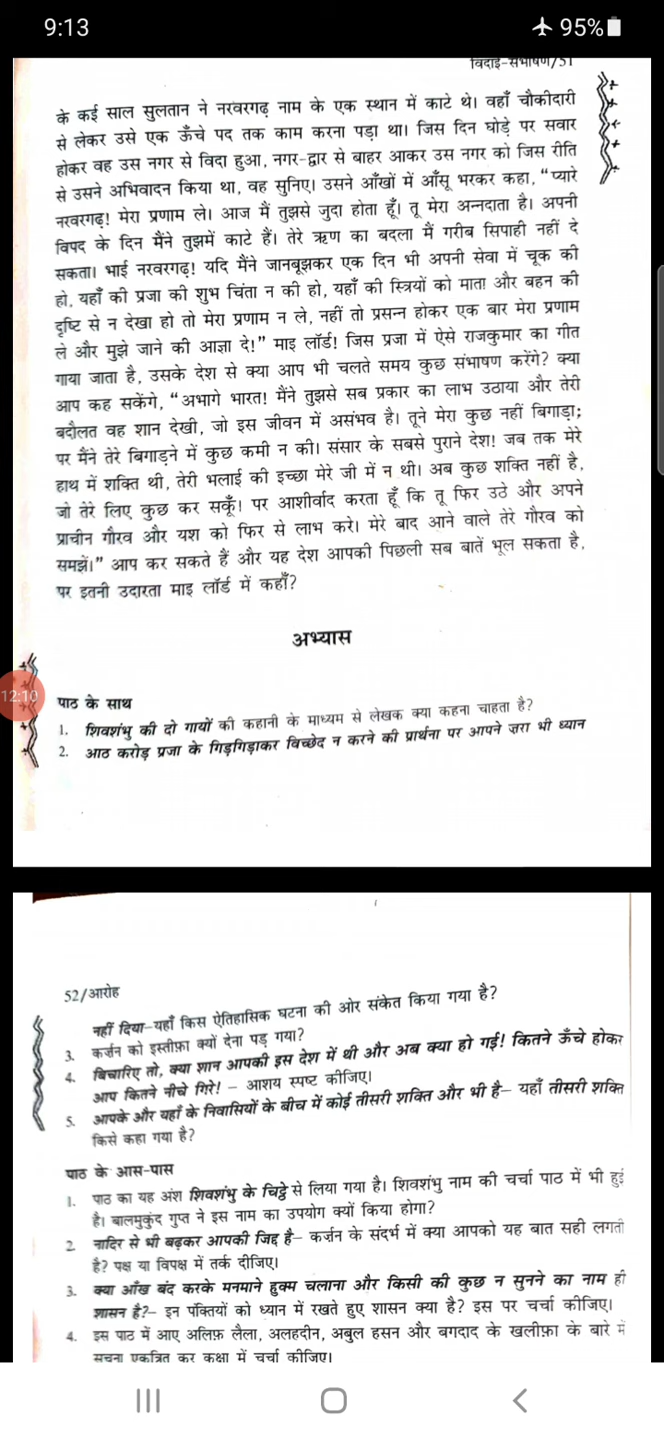 9:13
95%
विदाई-संभाषण/51
के कई साल सुलतान ने नरवरगढ़ नाम के एक स्थान में काटे थे। वहाँ चौकीदारी
से लेकर उसे एक ऊँचे पद तक काम करना पड़ा था। जिस दिन घोड़े पर सवार
होकर वह उस नगर से विदा हुआ, नगर-द्वार से बाहर आकर उस नगर को जिस रीति
से उसने अभिवादन किया था, वह सुनिए। उसने आँखों में आँसू भरकर कहा, “प्यारे
नरवरगढ़! मेरा प्रणाम ले। आज मैं तुझसे जुदा होता हूँ। तू मेरा अन्नदाता है। अपनी
विपद के दिन मैंने तुझमें काटे हैं। तेरे ऋण का बदला मैं गरीब सिपाही नहीं दे
सकता। भाई नरवरगढ़! यदि मैंने जानबूझकर एक दिन भी अपनी सेवा में चूक की
हो, यहाँ की प्रजा की शुभ चिंता न की हो, यहाँ की स्त्रियों को माता और बहन की
दृष्टि से न देखा हो तो मेरा प्रणाम न ले, नहीं तो प्रसन्न होकर एक बार मेरा प्रणाम
ले और मुझे जाने की आज्ञा दे!” माइ लॉर्ड! जिस प्रजा में ऐसे राजकुमार का गीत
गाया जाता है, उसके देश से क्या आप भी चलते समय कुछ संभाषण करेंगे? क्या
आप कह सकेंगे, “अभागे भारत! मैंने तुझसे सब प्रकार का लाभ उठाया और तेरी
बदौलत वह शान देखी, जो इस जीवन में असंभव है। तूने मेरा कुछ नहीं बिगाड़ा;
पर मैंने तेरे बिगाड़ने में कुछ कमी न की। संसार के सबसे पुराने देश! जब तक मेरे
हाथ में शक्ति थी, तेरी भलाई की इच्छा मेरे जी में न थी। अब कुछ शक्ति नहीं है,
जो तेरे लिए कुछ कर सकूँ। पर आशीर्वाद करता हूँ कि तू फिर उठे और अपने
प्राचीन गौरव और यश को फिर से लाभ करे। मेरे बाद आने वाले तेरे गौरव को
समझें।” आप कर सकते हैं और यह देश आपकी पिछली सब बातें भूल सकता है,
पर इतनी उदारता माइ लॉर्ड में कहाँ?
अभ्यास
12:10
पाठ के साथ
1. शिवशंभु की दो गायों की कहानी के माध्यम से लेखक क्या कहना चाहता है?
2. आठ करोड़ प्रजा के गिड़गिड़ाकर विच्छेद न करने की प्रार्थना पर आपने ज़रा भी ध्यान
52/आरोह
नहीं दिया–यहाँ किस ऐतिहासिक घटना की ओर संकेत किया गया है?
3. कर्जन को इस्तीफ़ा क्यों देना पड़ गया?
4. बिचारिए तो, क्या शान आपकी इस देश में थी और अब क्या हो गई! कितने ऊँचे होकर
आप कितने नीचे गिरे! – आशय स्पष्ट कीजिए।
5. आपके और यहाँ के निवासियों के बीच में कोई तीसरी शक्ति और भी है– यहाँ तीसरी शक्ति
किसे कहा गया है?
पाठ के आस-पास
1. पाठ का यह अंश शिवशंभु के चिट्ठे से लिया गया है। शिवशंभु नाम की चर्चा पाठ में भी हुई
है। बालमुकुंद गुप्त ने इस नाम का उपयोग क्यों किया होगा?
2. नादिर से भी बढ़कर आपकी जिद्द है– कर्जन के संदर्भ में क्या आपको यह बात सही लगती
है? पक्ष या विपक्ष में तर्क दीजिए।
3. क्या आँख बंद करके मनमाने हुक्म चलाना और किसी की कुछ न सुनने का नाम ही
शासन है?– इन पंक्तियों को ध्यान में रखते हुए शासन क्या है? इस पर चर्चा कीजिए।
4. इस पाठ में आए अलिफ़ लैला, अलहदीन, अबुल हसन और बगदाद के खलीफ़ा के बारे में
सूचना एकत्रित कर कक्षा में चर्चा कीजिए।